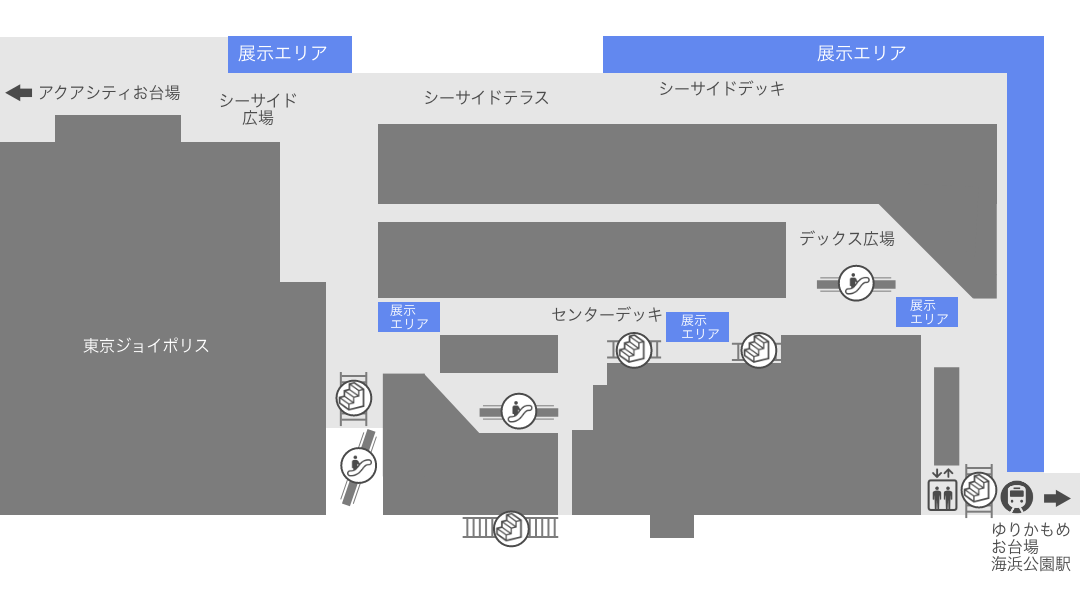 展示エリア
展示エリア
アクアシティお台場
シーサイド
広場
シーサイドテラス
シーサイドデッキ
デックス広場
展示
エリア
センターデッキ
展示
エリア
展示
エリア
東京ジョイポリス
ゆりかもめ
お台場
海浜公園駅